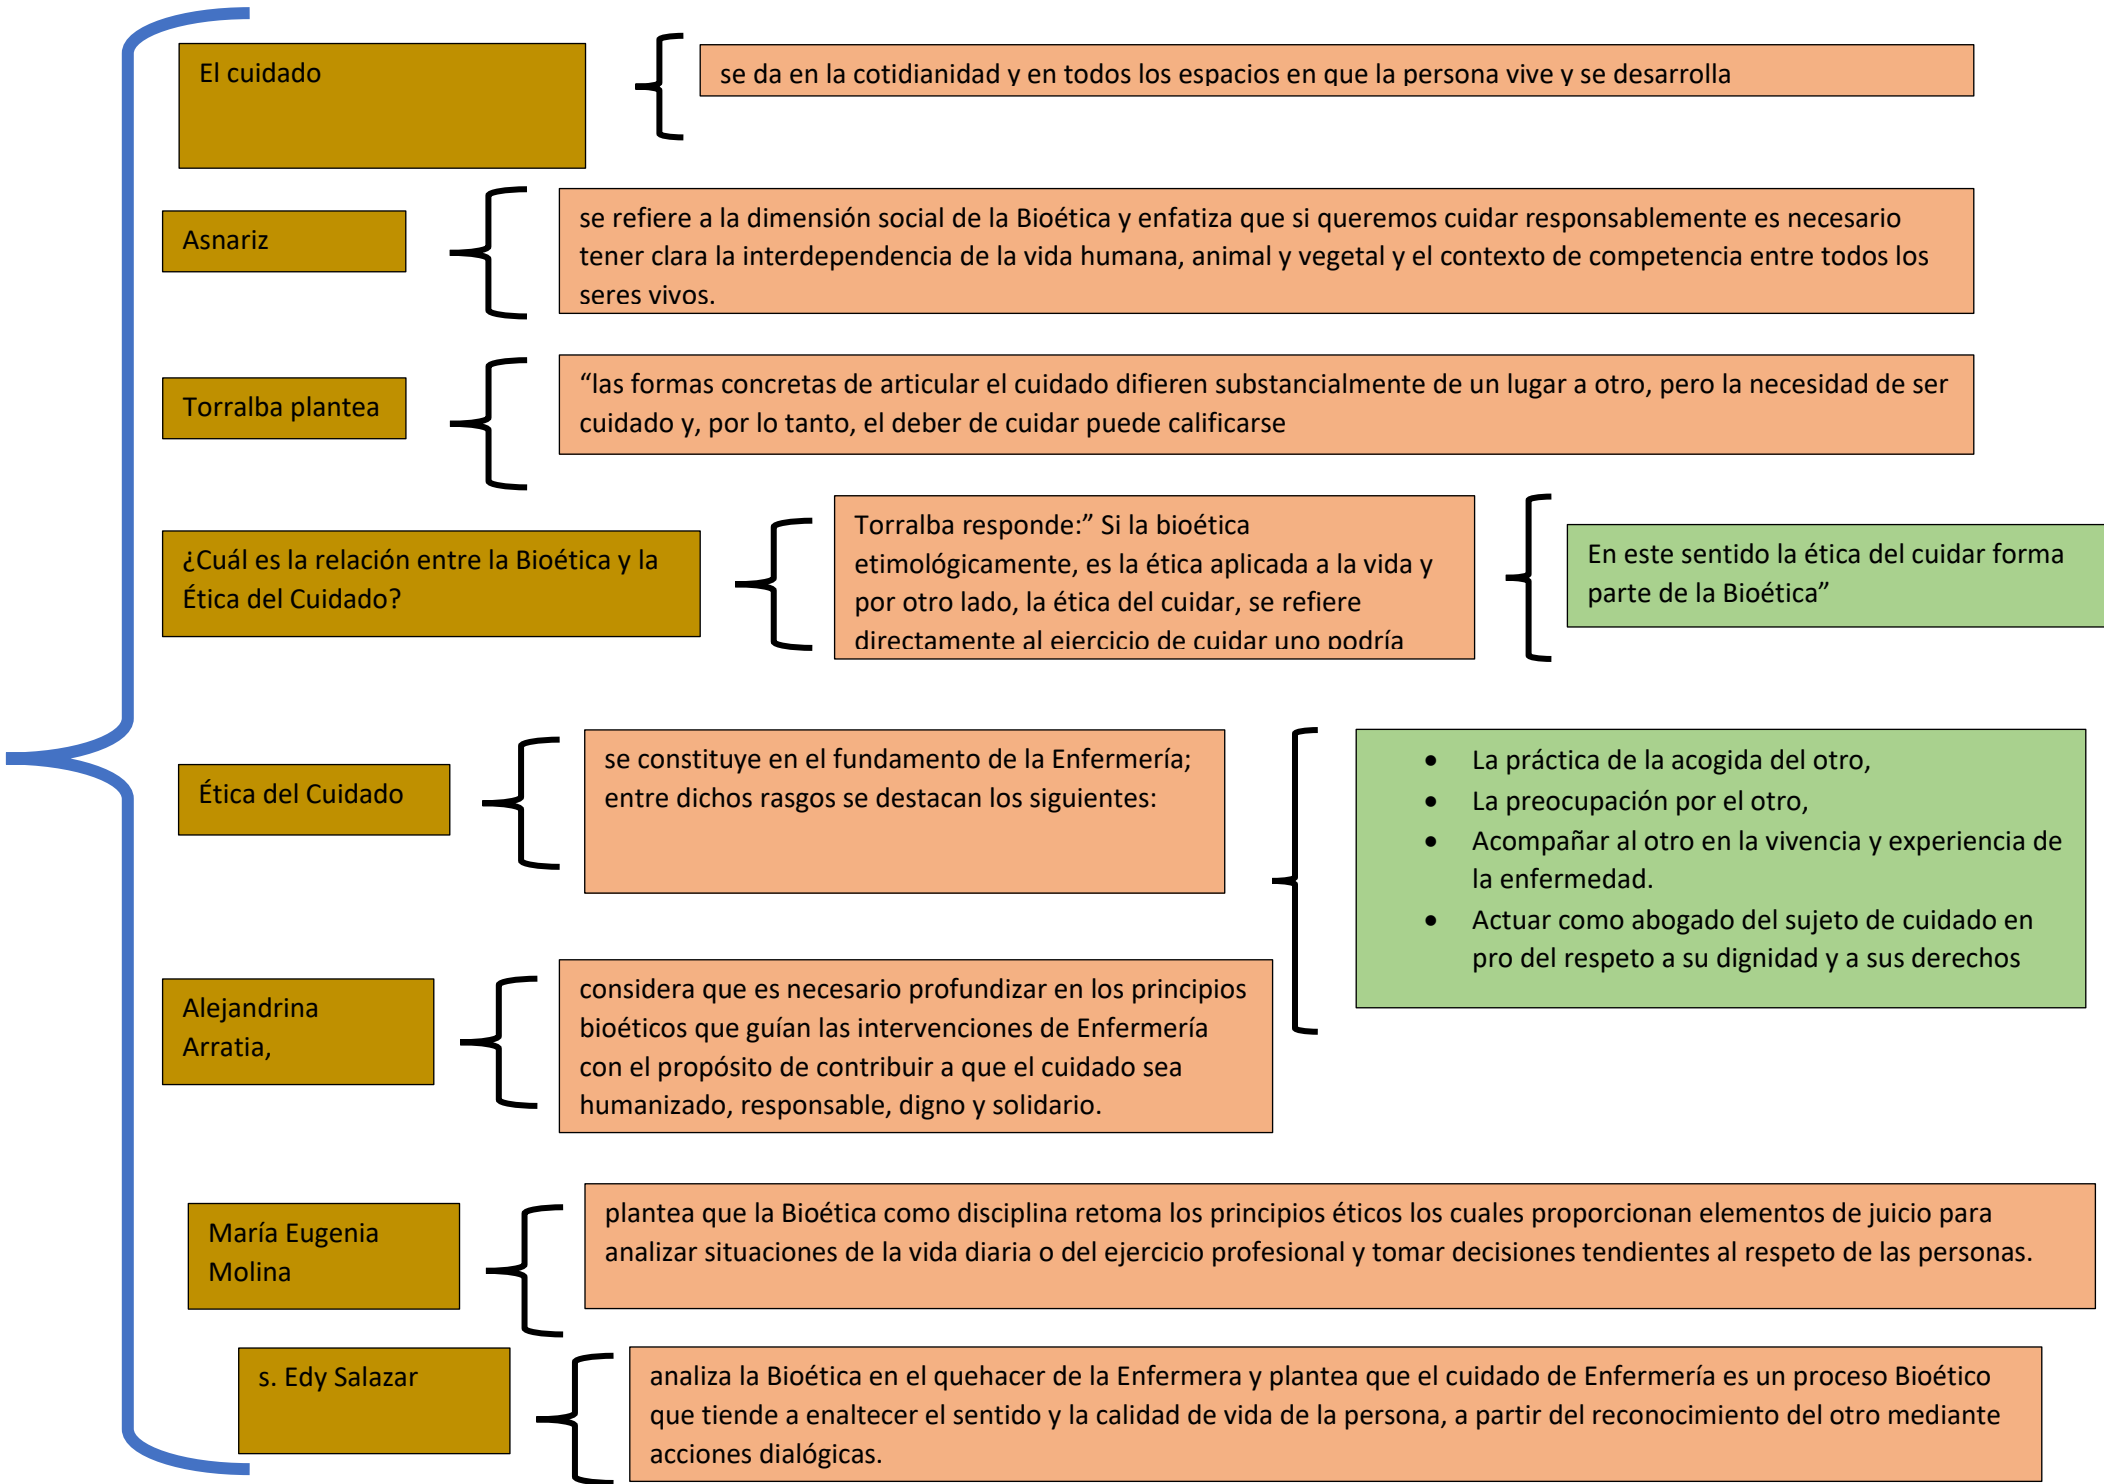 El cuidado
se da en la cotidianidad y en todos los espacios en que la persona vive y se desarrolla
Asnariz
se refiere a la dimensión social de la Bioética y enfatiza que si queremos cuidar responsablemente es necesario
tener clara la interdependencia de la vida humana, animal y vegetal y el contexto de competencia entre todos los
seres vivos.
Torralba plantea
“las formas concretas de articular el cuidado difieren substancialmente de un lugar a otro, pero la necesidad de ser
cuidado y, por lo tanto, el deber de cuidar puede calificarse
¿Cuál es la relación entre la Bioética y la
Ética del Cuidado?
Torralba responde:” Si la bioética
etimológicamente, es la ética aplicada a la vida y
por otro lado, la ética del cuidar, se refiere
directamente al ejercicio de cuidar uno podría
En este sentido la ética del cuidar forma
parte de la Bioética”
Ética del Cuidado
se constituye en el fundamento de la Enfermería;
entre dichos rasgos se destacan los siguientes:
• La práctica de la acogida del otro,
• La preocupación por el otro,
• Acompañar al otro en la vivencia y experiencia de
la enfermedad.
• Actuar como abogado del sujeto de cuidado en
pro del respeto a su dignidad y a sus derechos
Alejandrina
Arratia,
considera que es necesario profundizar en los principios
bioéticos que guían las intervenciones de Enfermería
con el propósito de contribuir a que el cuidado sea
humanizado, responsable, digno y solidario.
María Eugenia
Molina
plantea que la Bioética como disciplina retoma los principios éticos los cuales proporcionan elementos de juicio para
analizar situaciones de la vida diaria o del ejercicio profesional y tomar decisiones tendientes al respeto de las personas.
s. Edy Salazar
analiza la Bioética en el quehacer de la Enfermera y plantea que el cuidado de Enfermería es un proceso Bioético
que tiende a enaltecer el sentido y la calidad de vida de la persona, a partir del reconocimiento del otro mediante
acciones dialógicas.